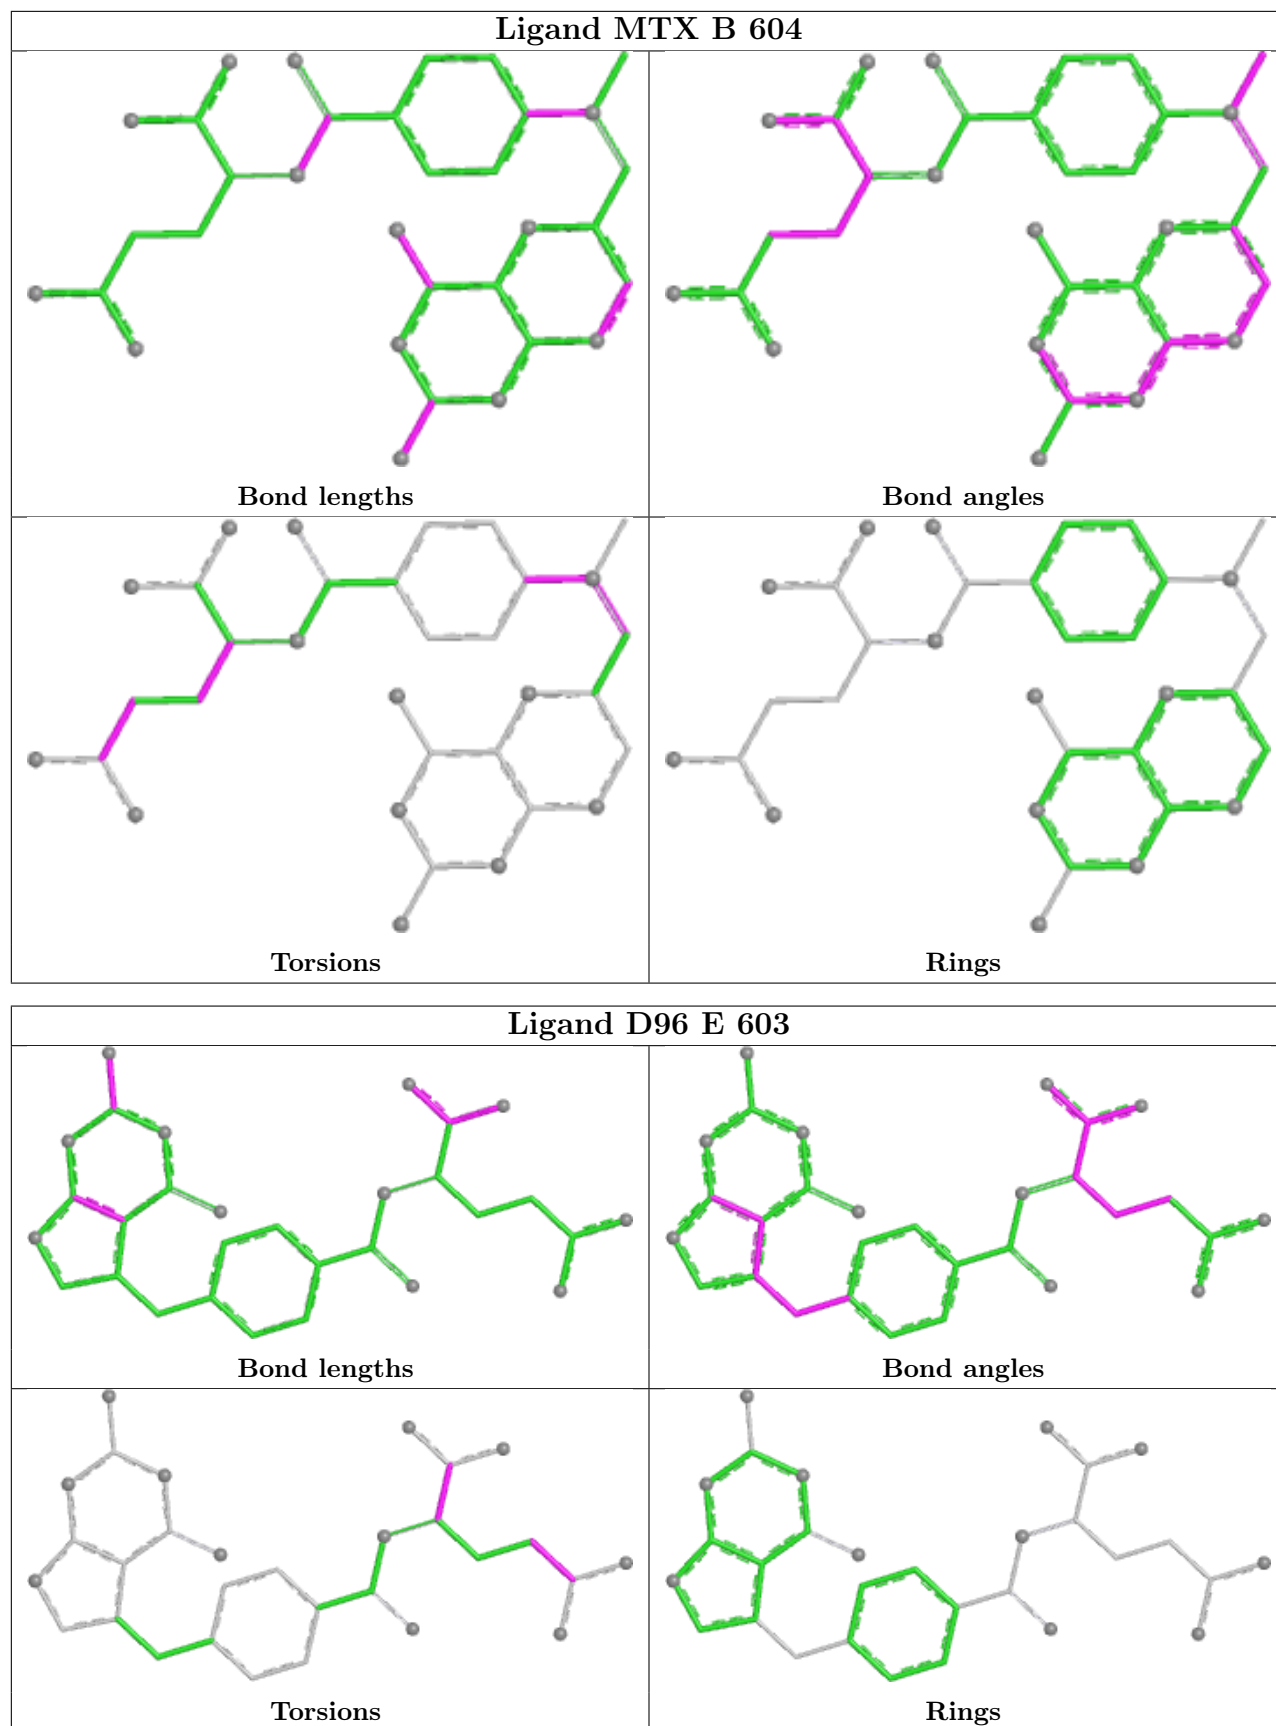 Ligand MTX B 604
Bond lengths
Bond angles
Torsions
Rings
Ligand D96 E 603
Bond lengths
Bond angles
Torsions
Rings